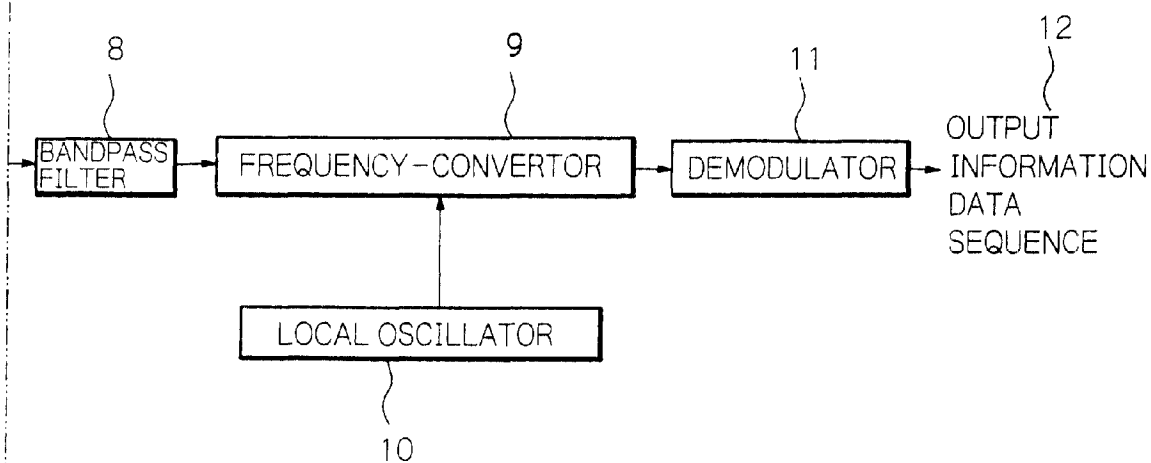 8
9
11
12
BANDPASS
FILTER
FREQUENCY-CONVERTOR
DEMODULATOR
OUTPUT
INFORMATION
DATA
SEQUENCE
LOCAL OSCILLATOR
10